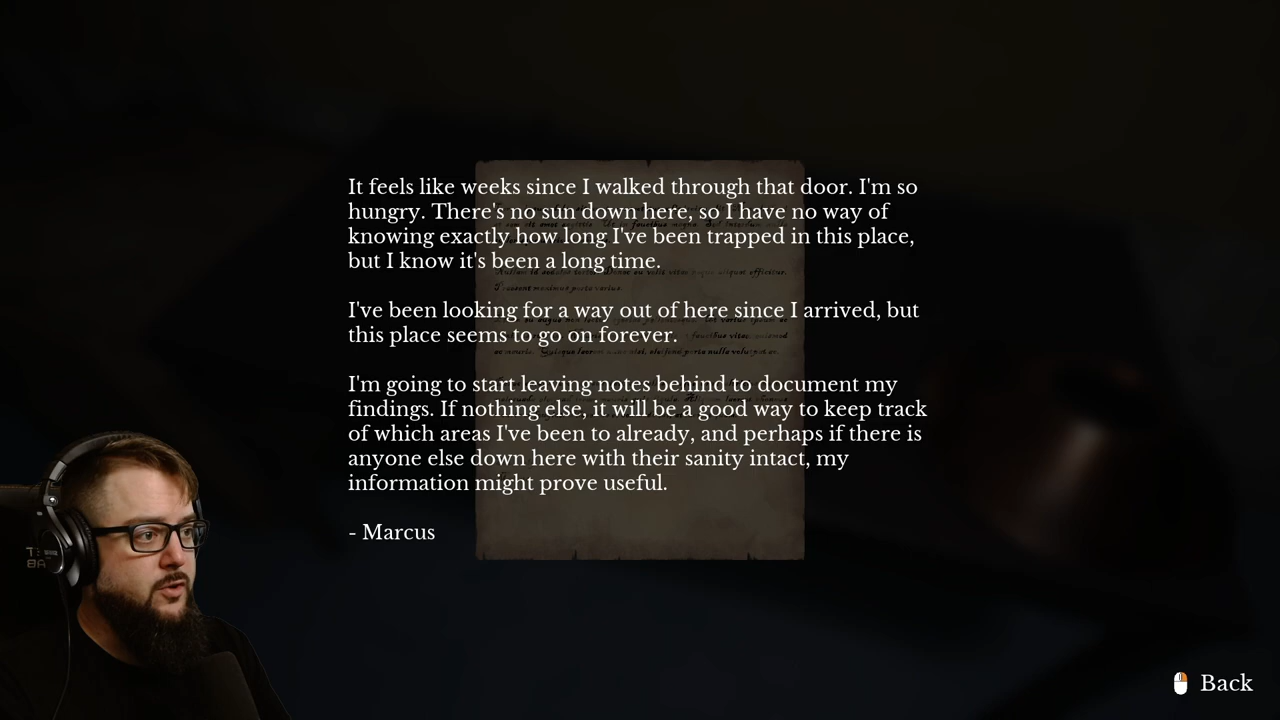 It feels like weeks since I walked through that door. I'm so
hungry. There's no sun down here, so I have no way of
knowing exactly how long I've been trapped in this place,
but I know it's been a long time.
I've been looking for a way out of here since I arrived, but
this place seems to go on forever.
I'm going to start leaving notes behind to document my
findings. If nothing else, it will be a good way to keep track
of which areas I've been to already, and perhaps if there is
anyone else down here with their sanity intact, my
information might prove useful.
- Marcus
Back